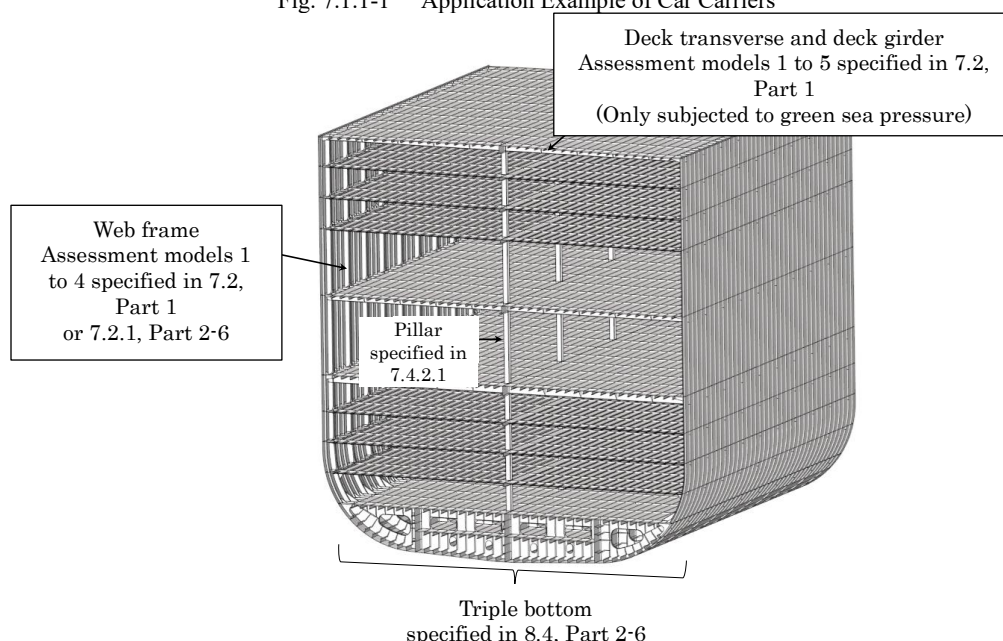 Fig. 7.1.1-1 Application Example of Car Carriers
Deck transverse and deck girder
Assessment models 1 to 5 specified in 7.2,
Part 1
(Only subjected to green sea pressure)
Web frame
Assessment models 1
to 4 specified in 7.2,
Part 1
or 7.2.1, Part 2-6
Pillar
specified in
7.4.2.1
Triple bottom
specified in 8.4, Part 2-6